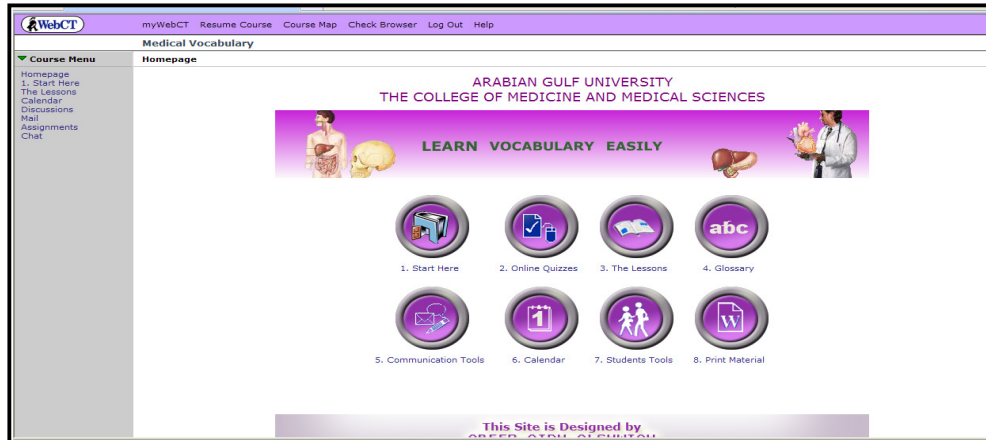 WebCT
myWebCT Resume Course Course Map Check Browser Log Out Help
Medical Vocabulary
Course Menu
Homepage
Homepage
1. Start Here
The Lessons
Calendar
Discussions
Mail
Assignments
Chat
ARABIAN GULF UNIVERSITY
THE COLLEGE OF MEDICINE AND MEDICAL SCIENCES
LEARN VOCABULARY EASILY
abc
1. Start Here 2. Online Quizzes 3. The Lessons 4. Glossary
1 W
5. Communication Tools 6. Calendar 7. Students Tools 8. Print Material
This Site is Designed by